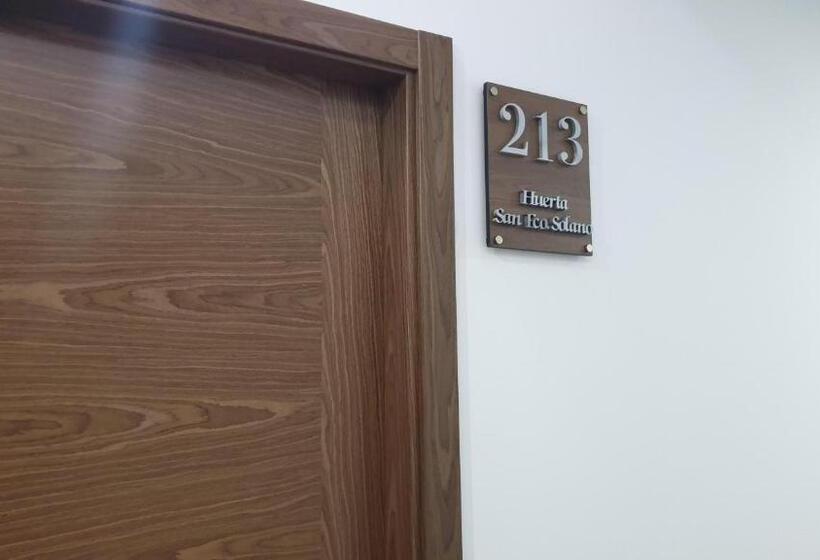 213
Huerta
San Fco. Solano